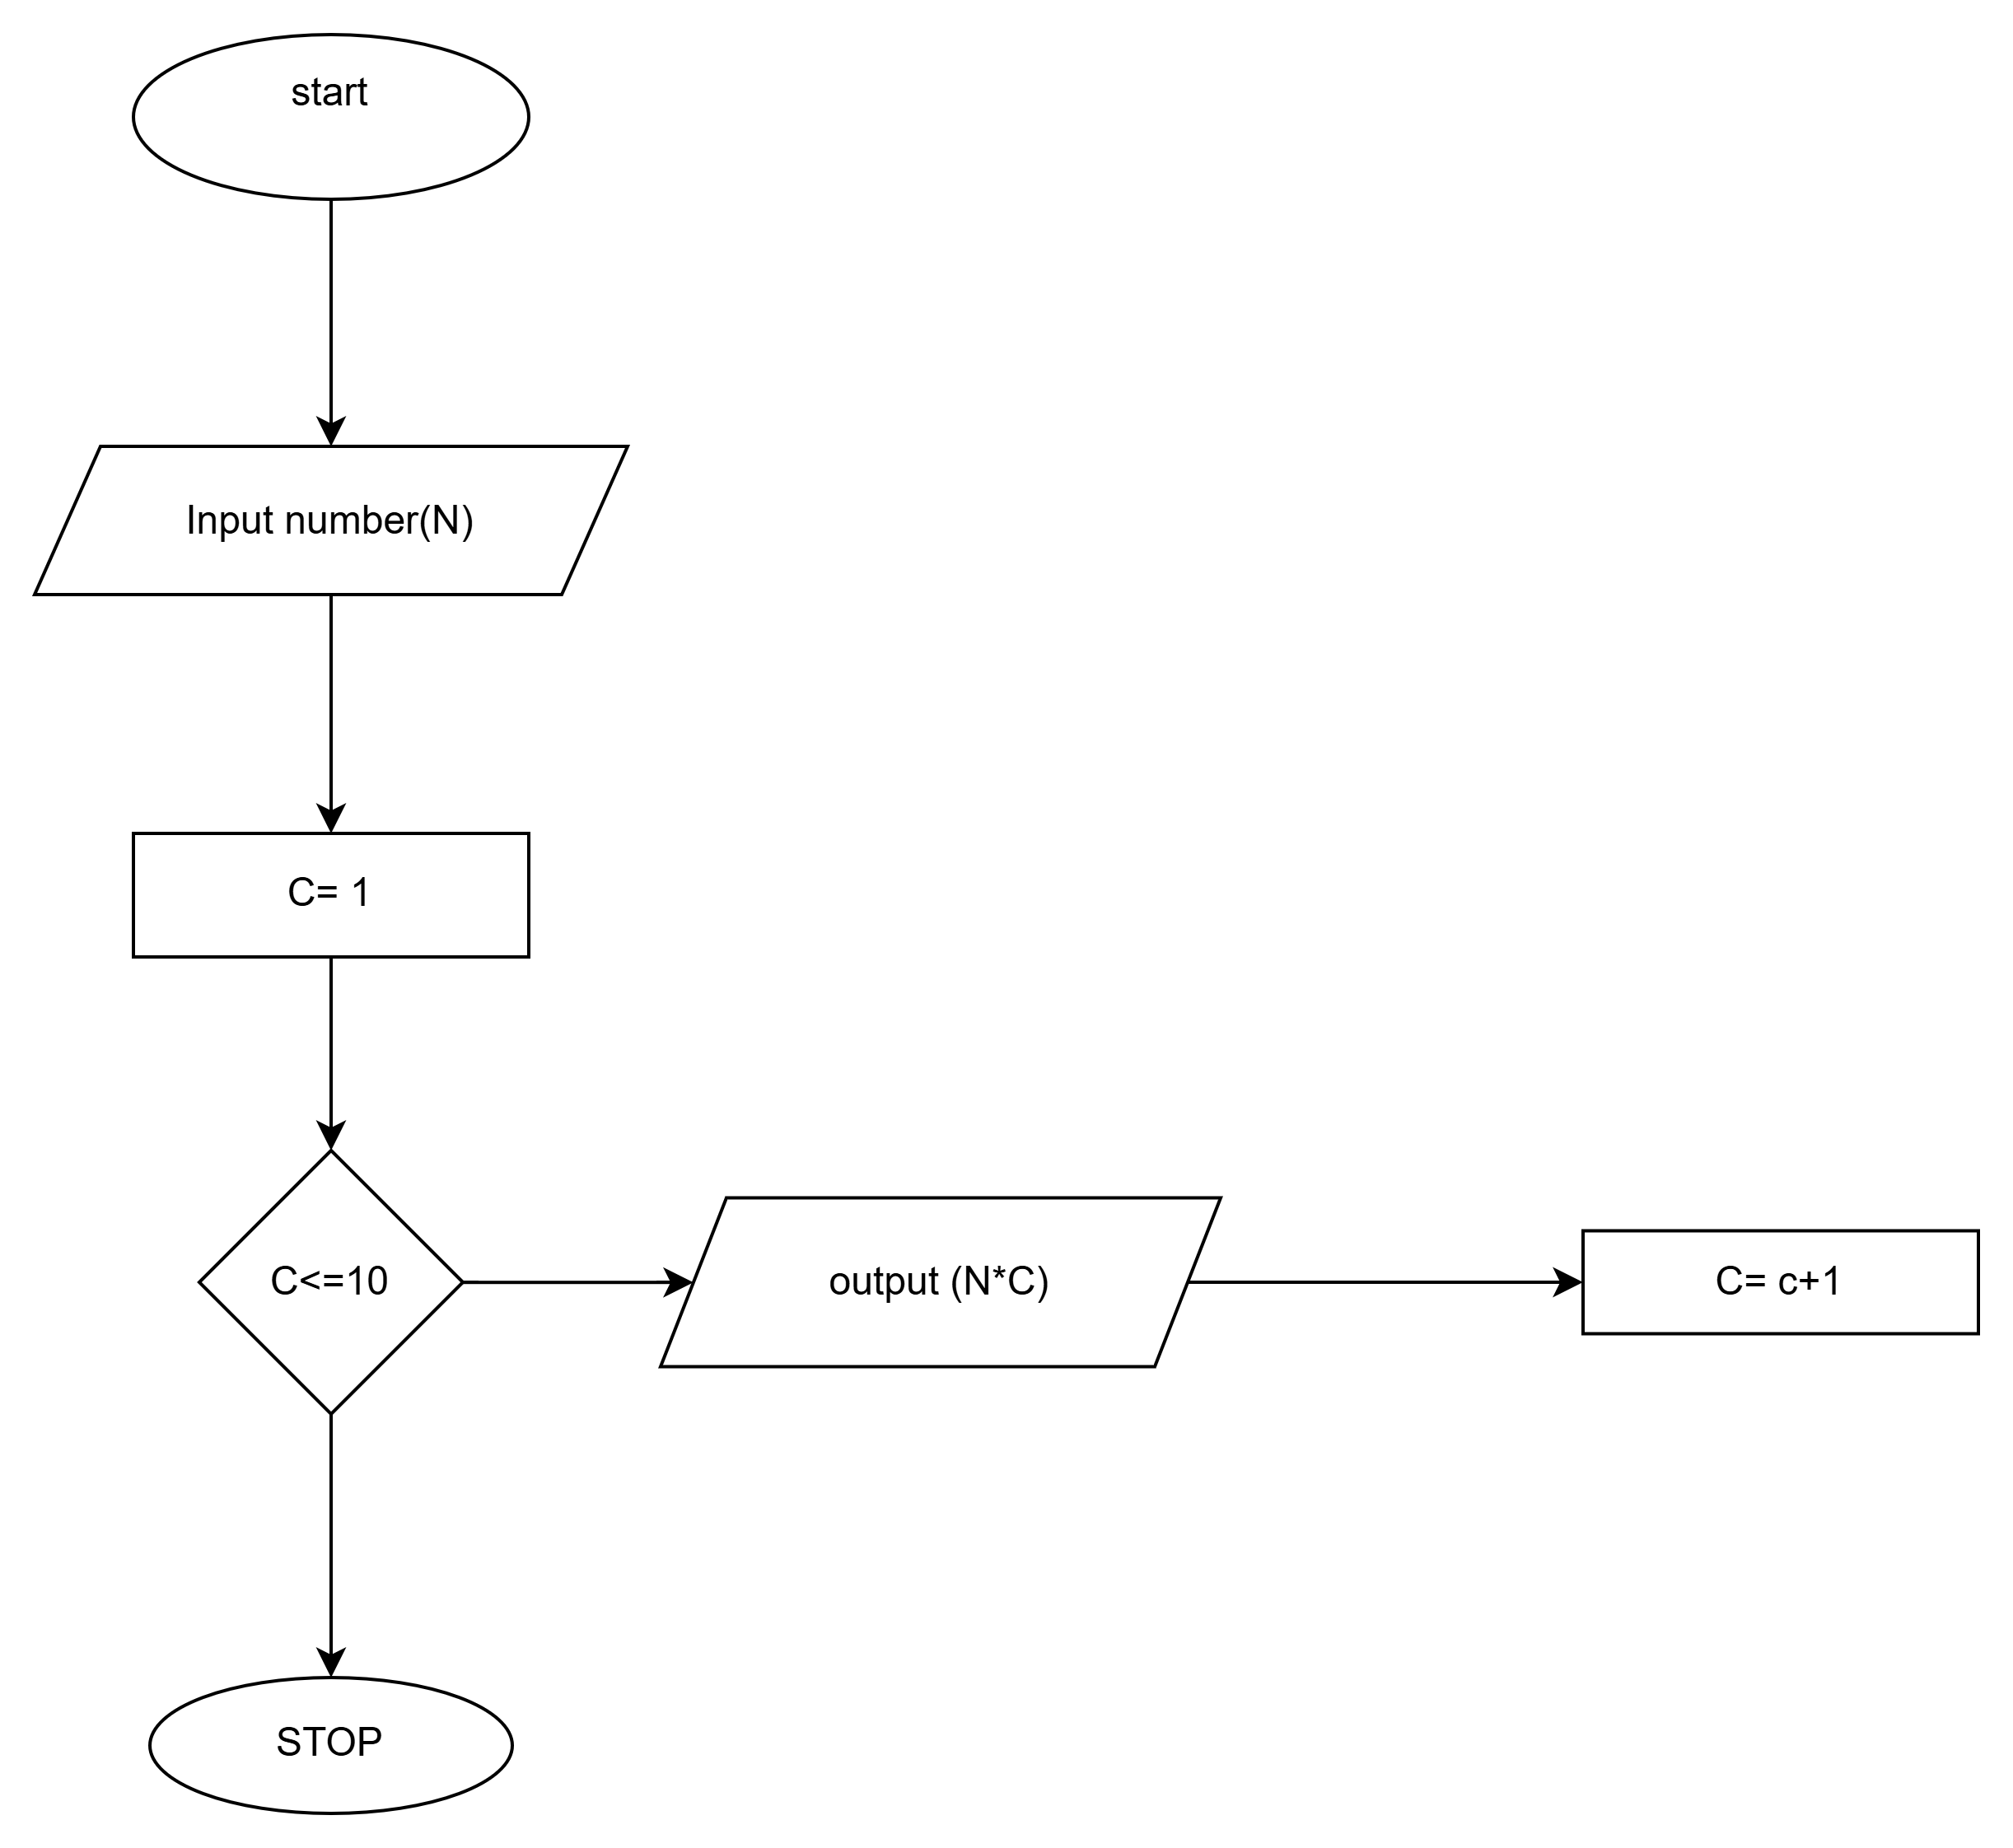 start
Input number(N)
C= 1
C<=10
output (N*C)
C= c+1
STOP